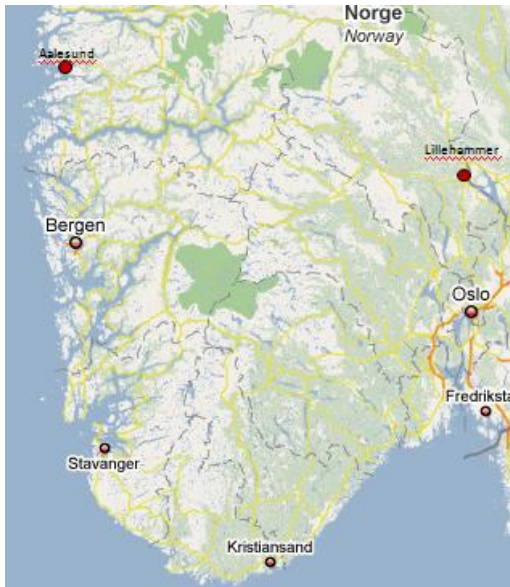 Norge
Norway
Aalesund
Lillehammer
Bergen
Oslo
Fredriksta
Stavanger
Kristiansand